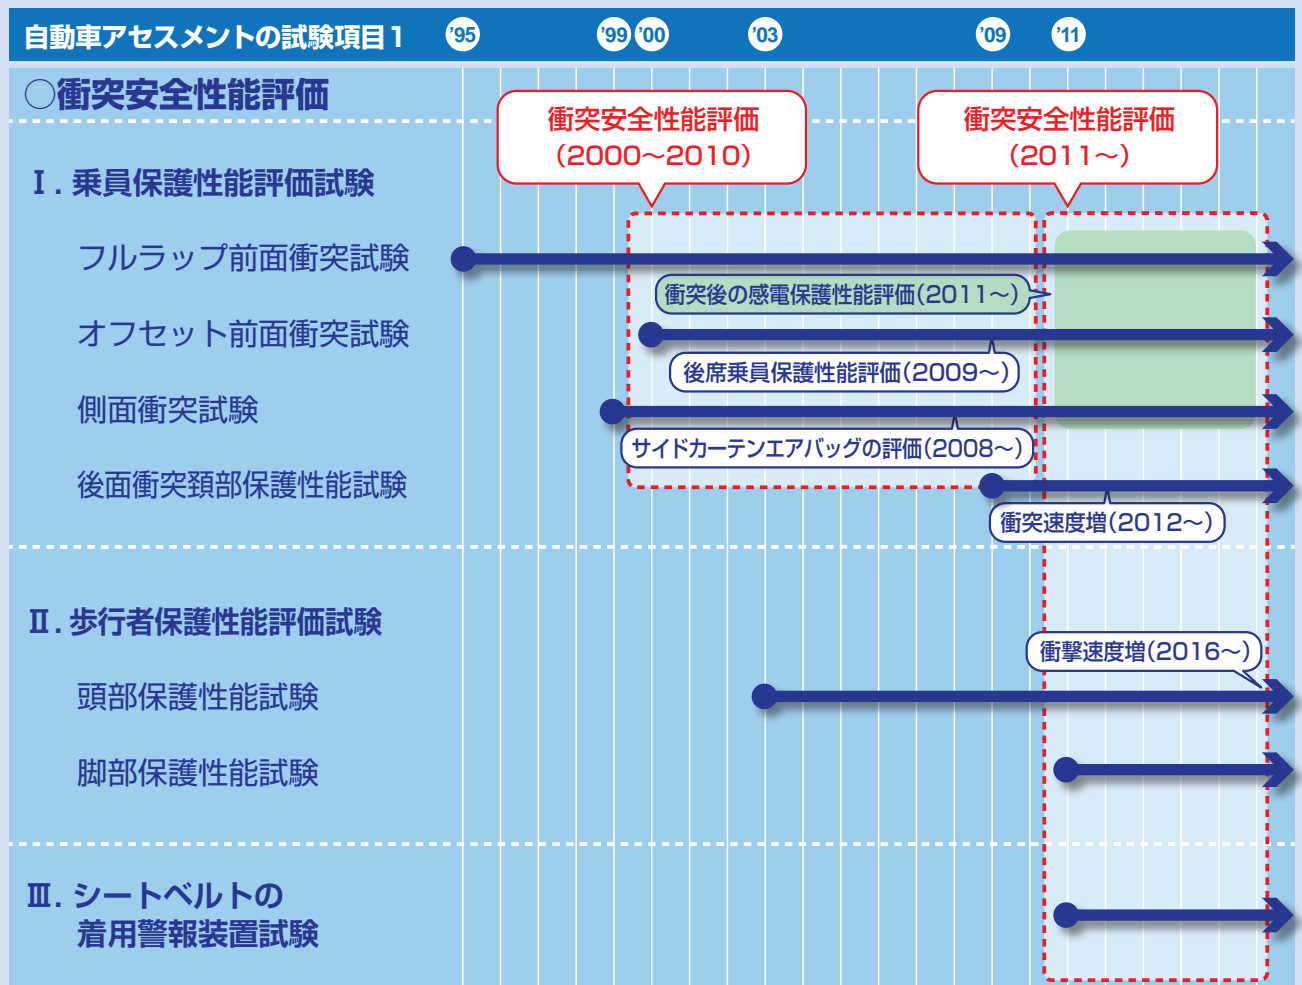 自動車アセスメントの試験項目1 '95 '99 '00 '03 '09 '11
○衝突安全性能評価
衝突安全性能評価
(2000〜2010)
衝突安全性能評価
(2011〜)
Ⅰ. 乗員保護性能評価試験
フルラップ前面衝突試験
衝突後の感電保護性能評価(2011〜)
オフセット前面衝突試験
後席乗員保護性能評価(2009〜)
側面衝突試験
サイドカーテンエアバッグの評価(2008〜)
後面衝突頚部保護性能試験
衝突速度増(2012〜)
Ⅱ. 歩行者保護性能評価試験
衝撃速度増(2016〜)
頭部保護性能試験
脚部保護性能試験
Ⅲ. シートベルトの
着用警報装置試験